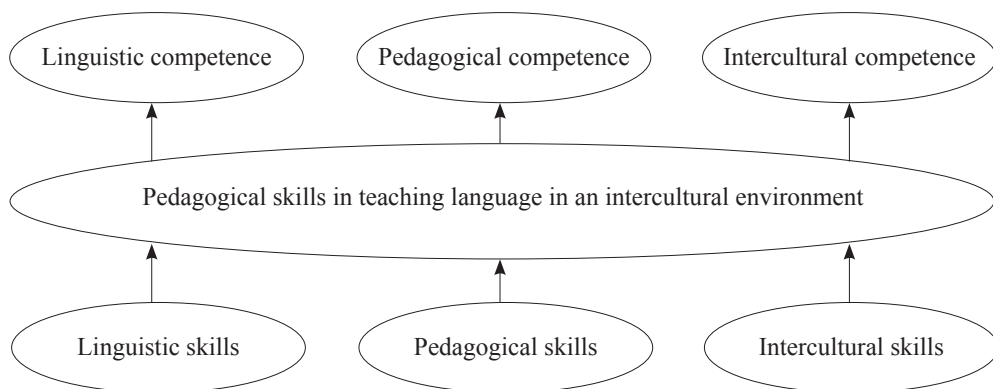 Linguistic competence
Pedagogical competence
Intercultural competence
Pedagogical skills in teaching language in an intercultural environment
Linguistic skills
Pedagogical skills
Intercultural skills